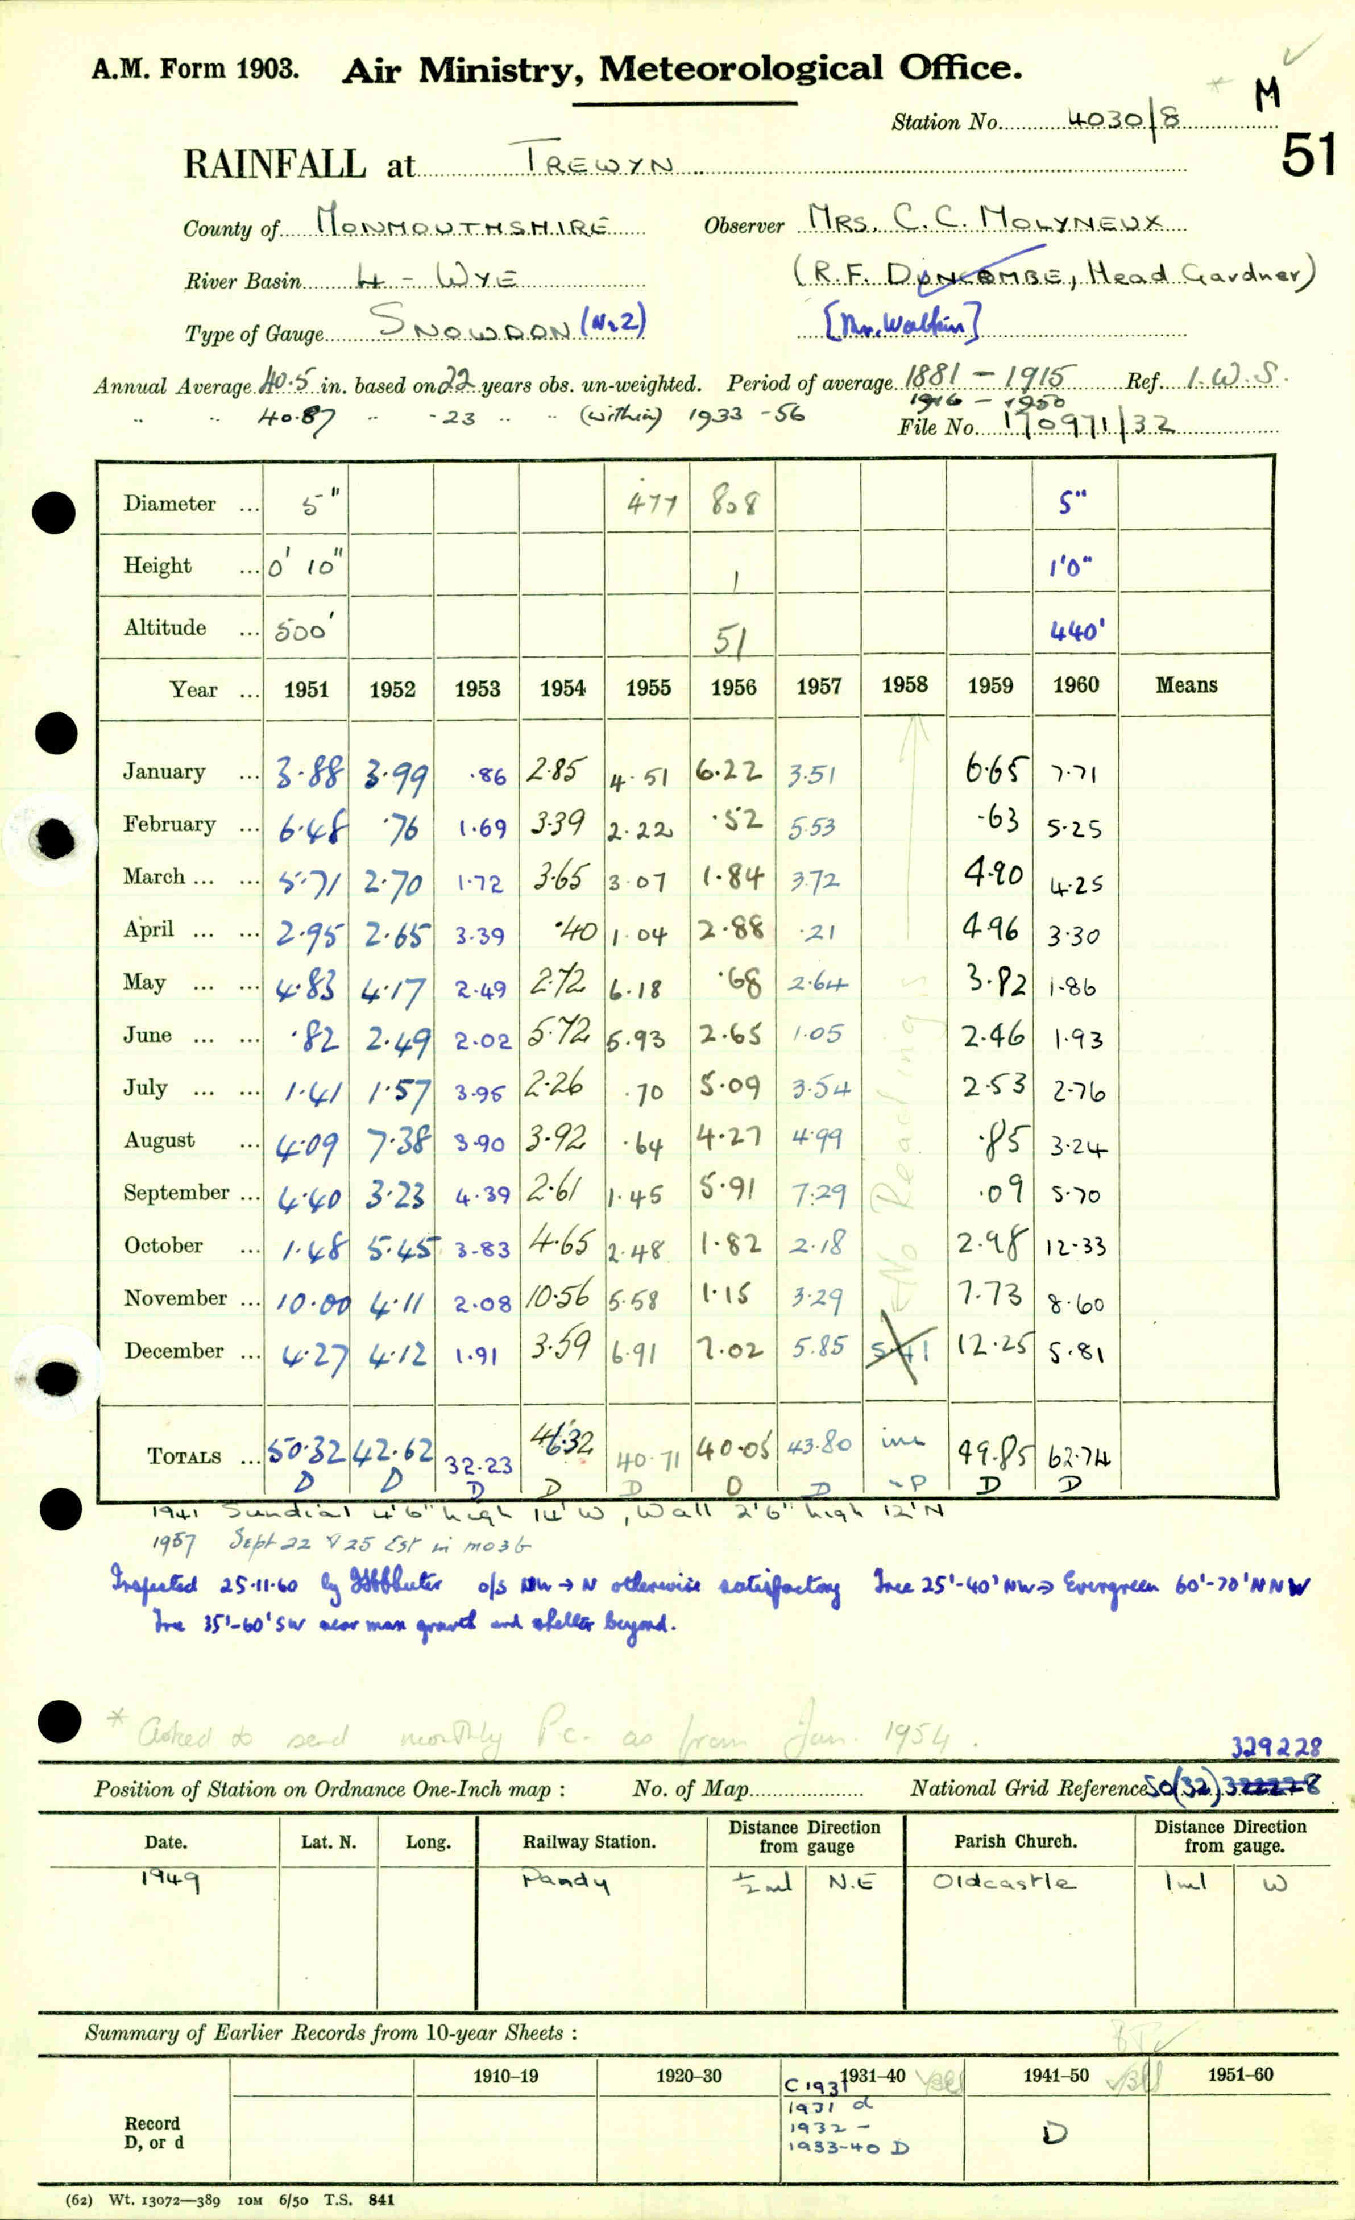 A.M. Form 1903. Air Ministry, Meteorological Office.
* M
Station No. 4030/8
51
RAINFALL at TREWYN
County of MONMOUTHSHIRE Observer MRS. C. C. MOLYNEUX
River Basin 4 - WYE (R.F. DUNCOMBE, Head Gardner)
Type of Gauge SNOWDON (No 2) [Mr. Watkin]
Annual Average 40.5 in. based on 22 years obs. un-weighted. Period of average 1881 - 1915 Ref. I.W.S.
" " 40.87 " - 23 " " (within) 1933 - 56 1916 - 1950
File No. 170971/32
Diameter ... 5" 477 808 5"
Height ... 0' 10" 1 1'0"
Altitude ... 500' 51 440'
Year ... 1951 1952 1953 1954 1955 1956 1957 1958 1959 1960 Means
January ... 3.88 3.99 .86 2.85 4.51 6.22 3.51 6.65 7.71
February ... 6.48 .76 1.69 3.39 2.22 .52 5.53 .63 5.25
March ... ... 5.71 2.70 1.72 3.65 3.07 1.84 3.72 4.90 4.25
April ... ... 2.95 2.65 3.39 .40 1.04 2.88 .21 4.96 3.30
May ... ... 4.83 4.17 2.49 2.72 6.18 .68 2.64 3.82 1.86
June ... ... .82 2.49 2.02 5.72 5.93 2.65 1.05 2.46 1.93
July ... ... 1.41 1.57 3.95 2.26 .70 5.09 3.54 2.53 2.76
August ... 4.09 7.38 3.90 3.92 .64 4.27 4.99 .85 3.24
September ... 4.40 3.23 4.39 2.61 1.45 5.91 7.29 .09 5.70
October ... 1.48 5.45 3.83 4.65 2.48 1.82 2.18 2.98 12.33
November ... 10.00 4.11 2.08 10.56 5.58 1.15 3.29 7.73 8.60
December ... 4.27 4.12 1.91 3.59 6.91 7.02 5.85 5.41 12.25 5.81
No Readings
TOTALS ... 50.32 42.62 32.23 46.32 40.71 40.05 43.80 inc 49.85 62.74
D D D D D D D -P D D
1941 Sundial 4'6" high 14' W, Wall 2'6" high 12' N
1957 Sept 22 & 25 Est in mo36
Inspected 25.11.60 by o/s NW → N otherwise satisfactory Tree 25'-40' NW → Evergreen 60'-70' NNW
Tree 35'-60' SW near man growth and shelter beyond.
* Asked to send monthly P.c. as from Jan. 1954.
329228
Position of Station on Ordnance One-Inch map : No. of Map National Grid Reference SO(32)
Date. Lat. N. Long. Railway Station. Distance Direction from gauge Parish Church. Distance Direction from gauge.
1949 Pandy ½ ml N.E Oldcastle 1 ml W
Summary of Earlier Records from 10-year Sheets :
1910–19 1920–30 1931–40 1941–50 1951–60
Record D, or d
C 1931
1931 d
1932 -
1933-40 D
D
(62) Wt. 13072—389 10M 6/50 T.S. 841